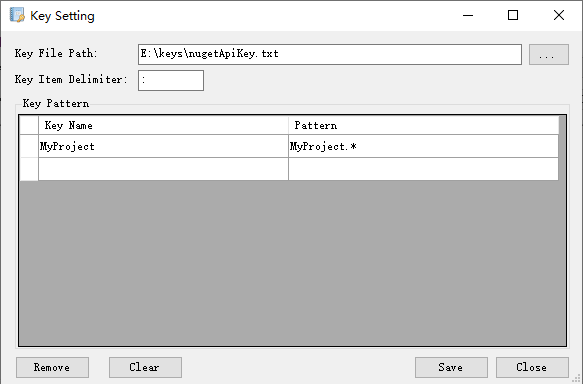 Key Setting
Key File Path: E:\keys\nugetApiKey.txt ...
Key Item Delimiter: :
Key Pattern
Key Name Pattern
MyProject MyProject.*
Remove Clear Save Close